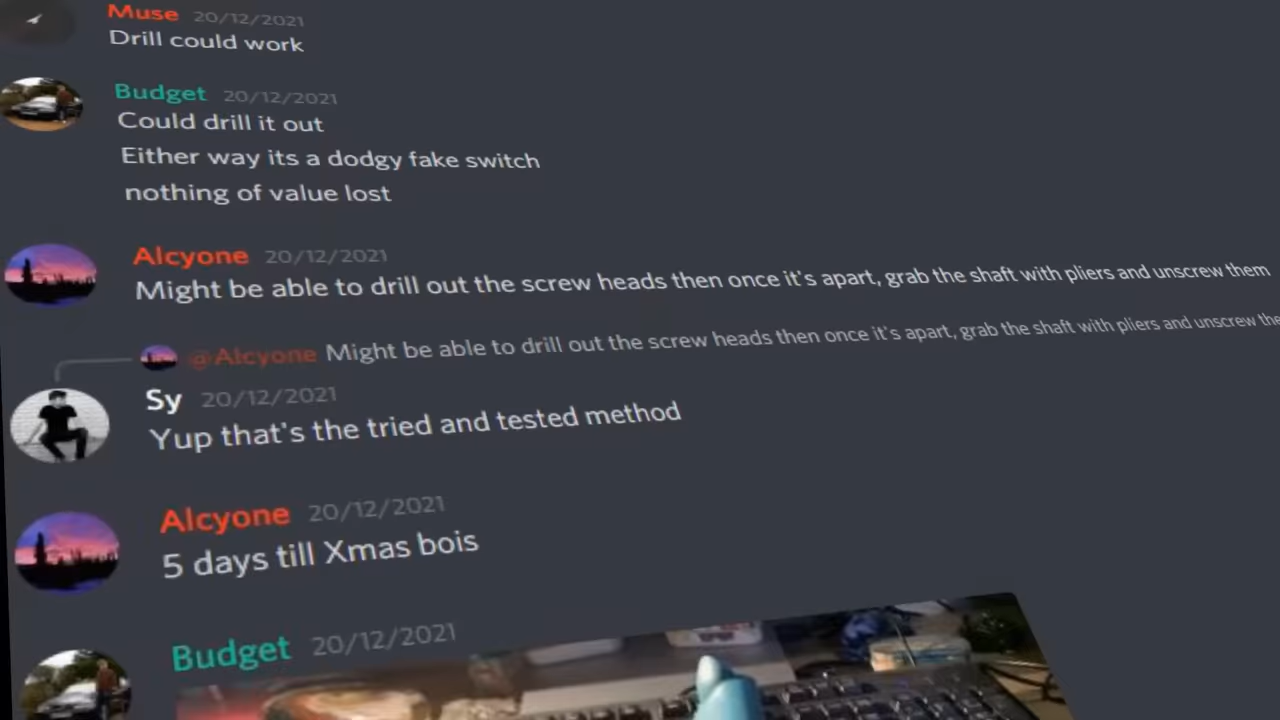 Muse 20/12/2021
Drill could work
Budget 20/12/2021
Could drill it out
Either way its a dodgy fake switch
nothing of value lost
Alcyone 20/12/2021
Might be able to drill out the screw heads then once it's apart, grab the shaft with pliers and unscrew them
@Alcyone Might be able to drill out the screw heads then once it's apart, grab the shaft with pliers and unscrew
Sy 20/12/2021
Yup that's the tried and tested method
Alcyone 20/12/2021
5 days till Xmas bois
Budget 20/12/2021